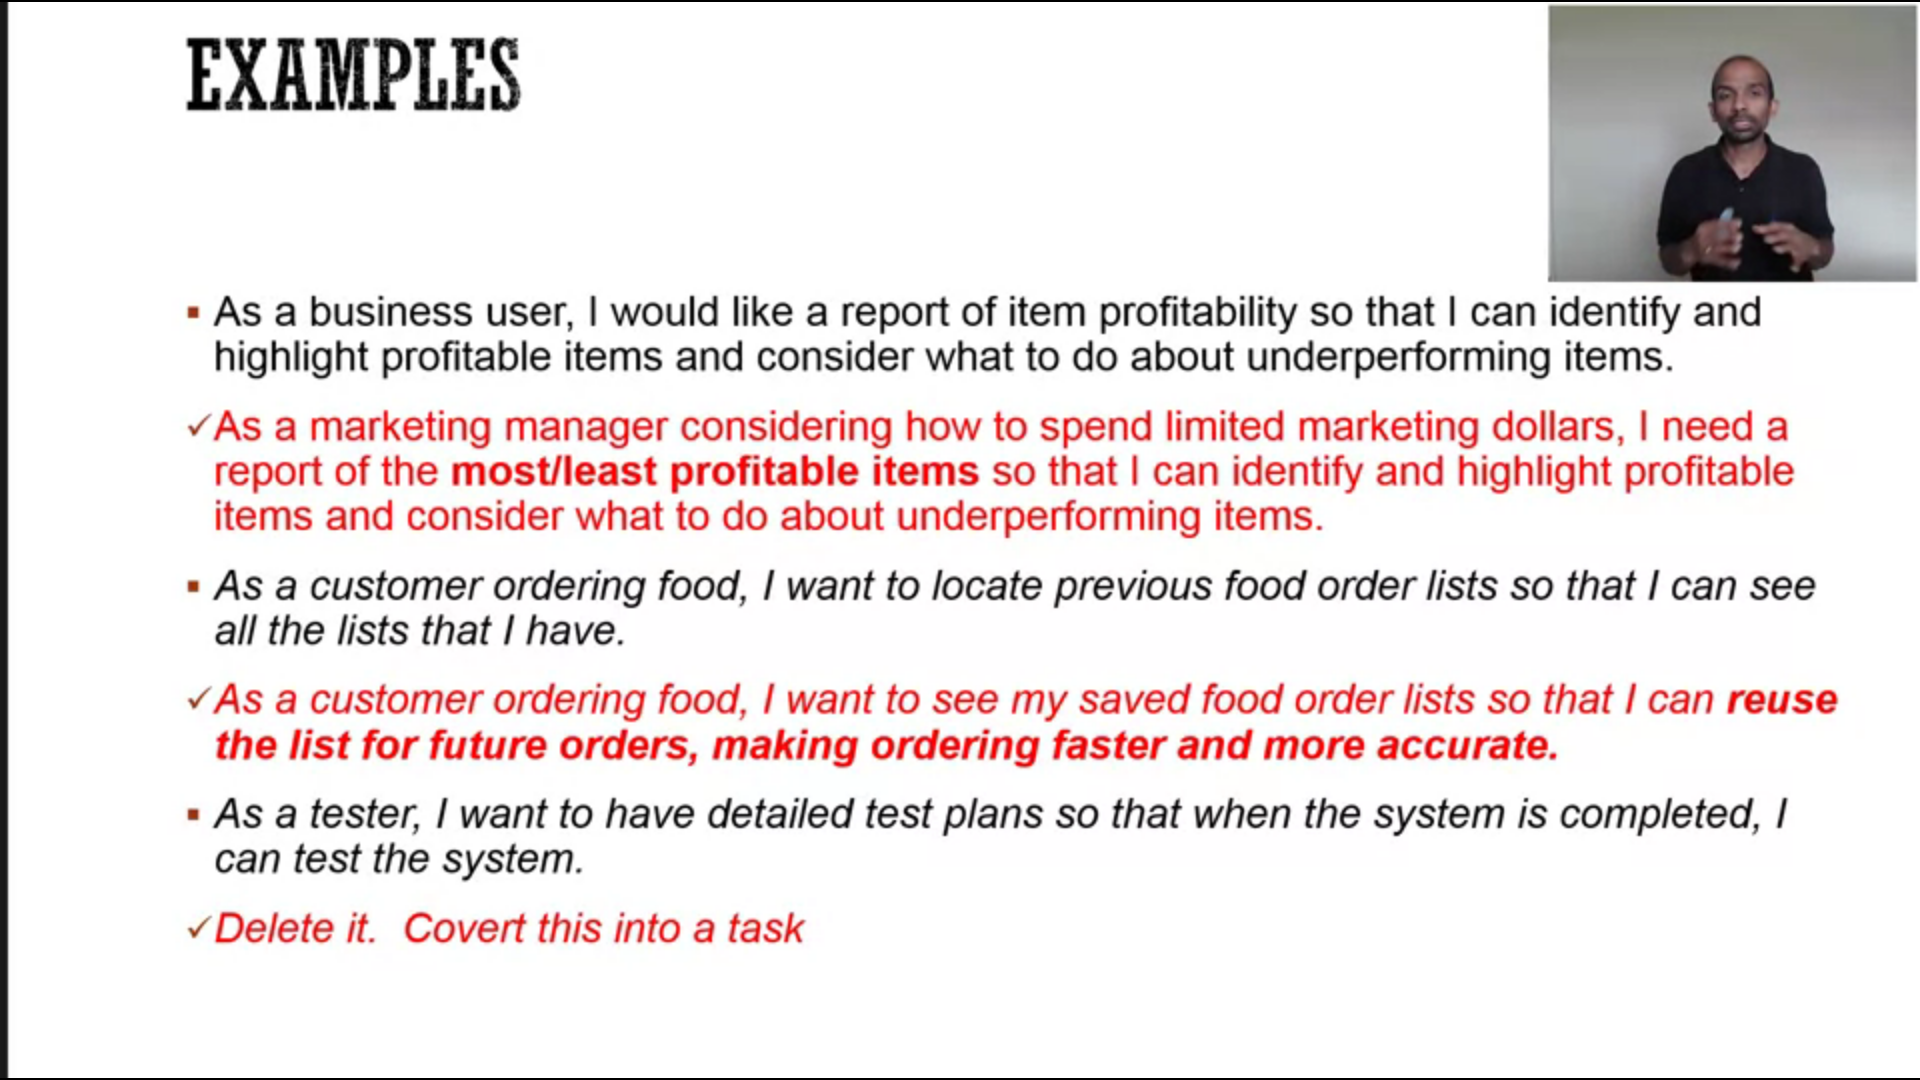 EXAMPLES
▪ As a business user, I would like a report of item profitability so that I can identify and
highlight profitable items and consider what to do about underperforming items.
✓As a marketing manager considering how to spend limited marketing dollars, I need a
report of the most/least profitable items so that I can identify and highlight profitable
items and consider what to do about underperforming items.
▪ As a customer ordering food, I want to locate previous food order lists so that I can see
all the lists that I have.
✓As a customer ordering food, I want to see my saved food order lists so that I can reuse
the list for future orders, making ordering faster and more accurate.
▪ As a tester, I want to have detailed test plans so that when the system is completed, I
can test the system.
✓Delete it.  Covert this into a task